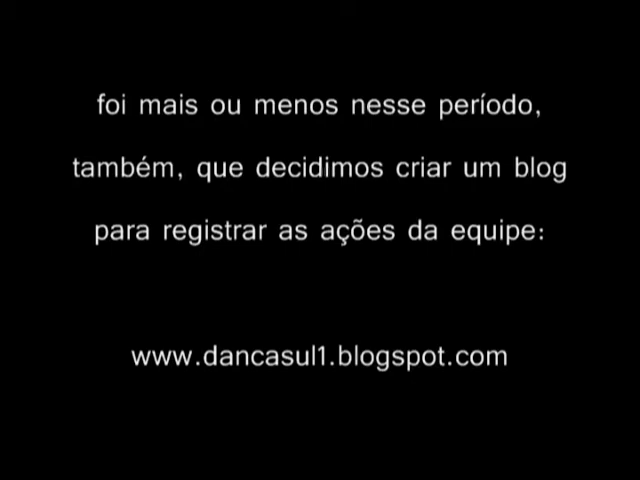 foi mais ou menos nesse período,
também, que decidimos criar um blog
para registrar as ações da equipe:
www.dancasul1.blogspot.com